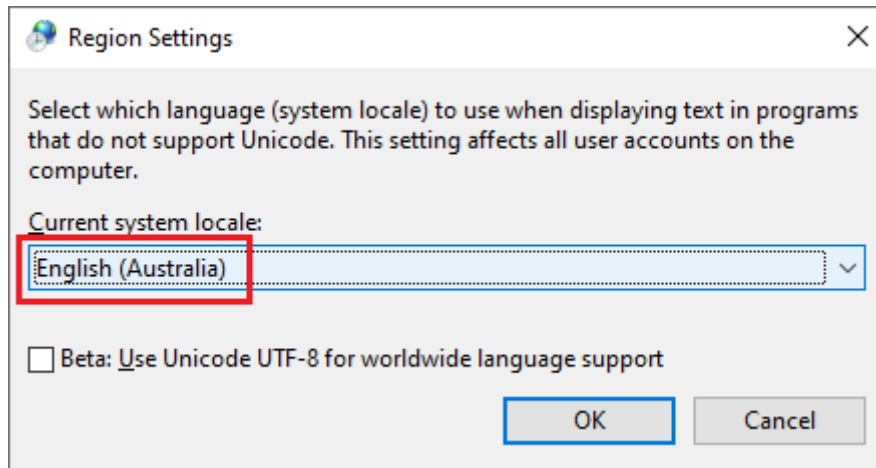 Region Settings
Select which language (system locale) to use when displaying text in programs
that do not support Unicode. This setting affects all user accounts on the
computer.
Current system locale:
English (Australia)
Beta: Use Unicode UTF-8 for worldwide language support
OK Cancel